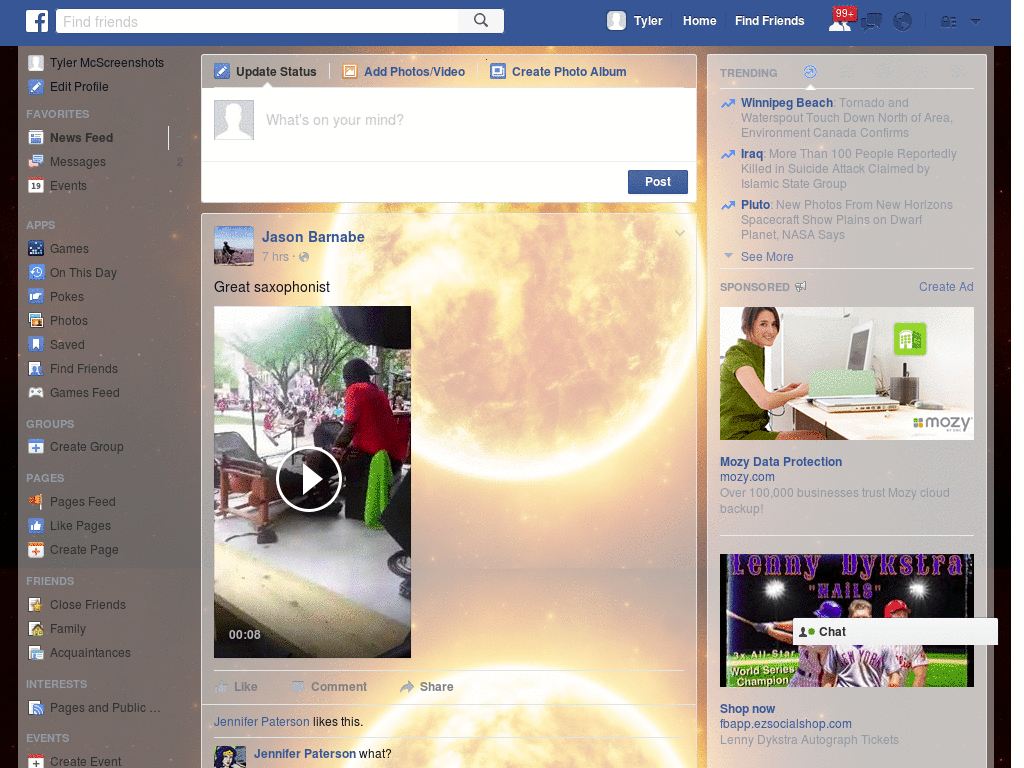 Find friends
Tyler
Home
Find Friends
99+
Tyler McScreenshots
Edit Profile
FAVORITES
News Feed
Messages
2
19
Events
APPS
Games
On This Day
Pokes
Photos
Saved
Find Friends
Games Feed
GROUPS
Create Group
PAGES
Pages Feed
Like Pages
Create Page
FRIENDS
Close Friends
Family
Acquaintances
INTERESTS
Pages and Public ...
EVENTS
Create Event
Update Status
Add Photos/Video
Create Photo Album
What's on your mind?
Post
Jason Barnabe
7 hrs ·
Great saxophonist
00:08
Like
Comment
Share
Jennifer Paterson likes this.
Jennifer Paterson what?
TRENDING
Winnipeg Beach: Tornado and
Waterspout Touch Down North of Area,
Environment Canada Confirms
Iraq: More Than 100 People Reportedly
Killed in Suicide Attack Claimed by
Islamic State Group
Pluto: New Photos From New Horizons
Spacecraft Show Plains on Dwarf
Planet, NASA Says
See More
SPONSORED
Create Ad
mozy
Mozy Data Protection
mozy.com
Over 100,000 businesses trust Mozy cloud
backup!
Lenny Dykstra
"NAILS"
3x All-Star
World Series
Champion
Chat
Shop now
fbapp.ezsocialshop.com
Lenny Dykstra Autograph Tickets